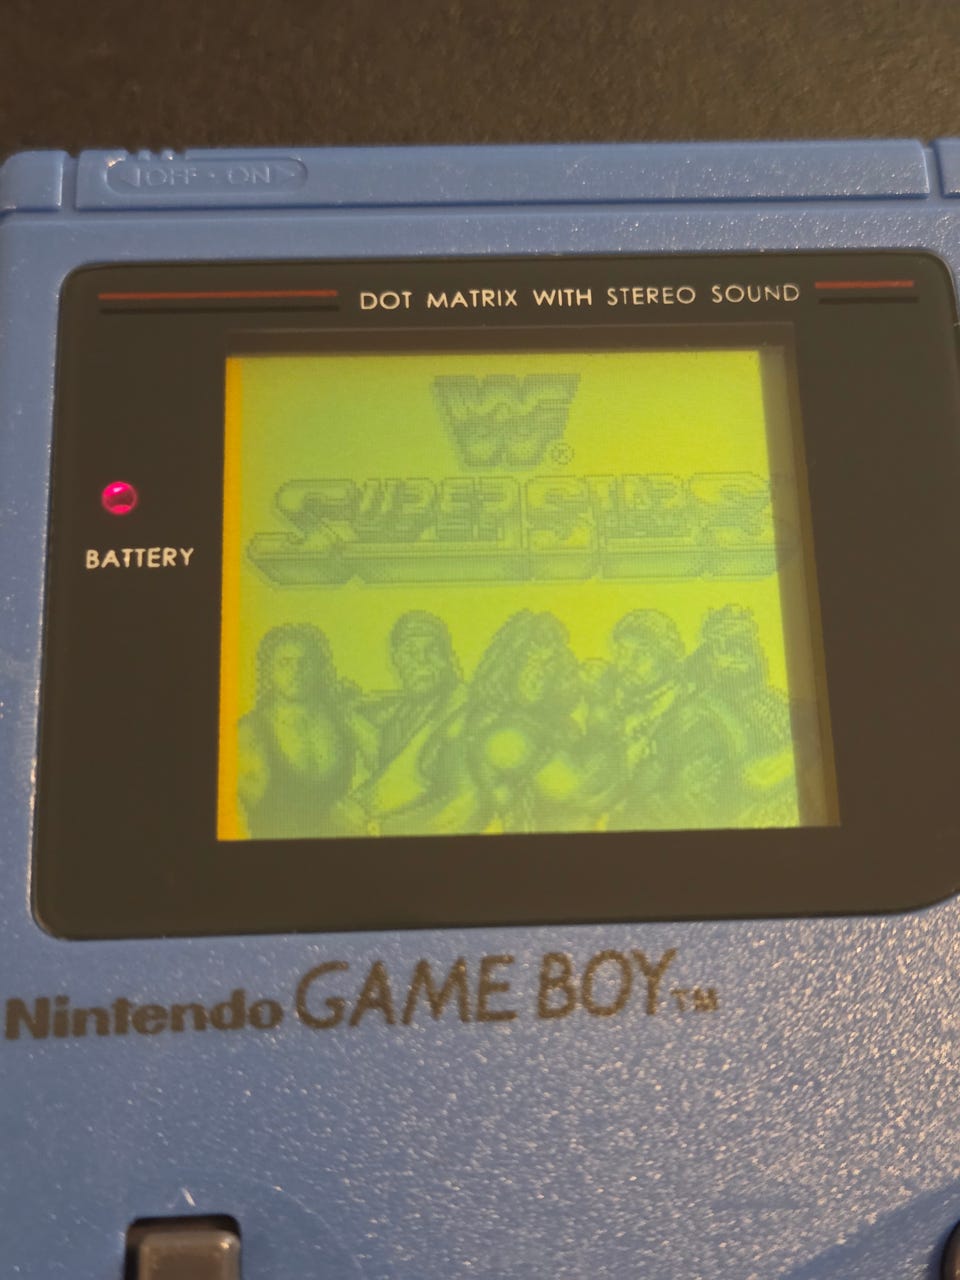 OFF • ON
DOT MATRIX WITH STEREO SOUND
WF ®
SUPERSTARS
BATTERY
Nintendo GAME BOY TM